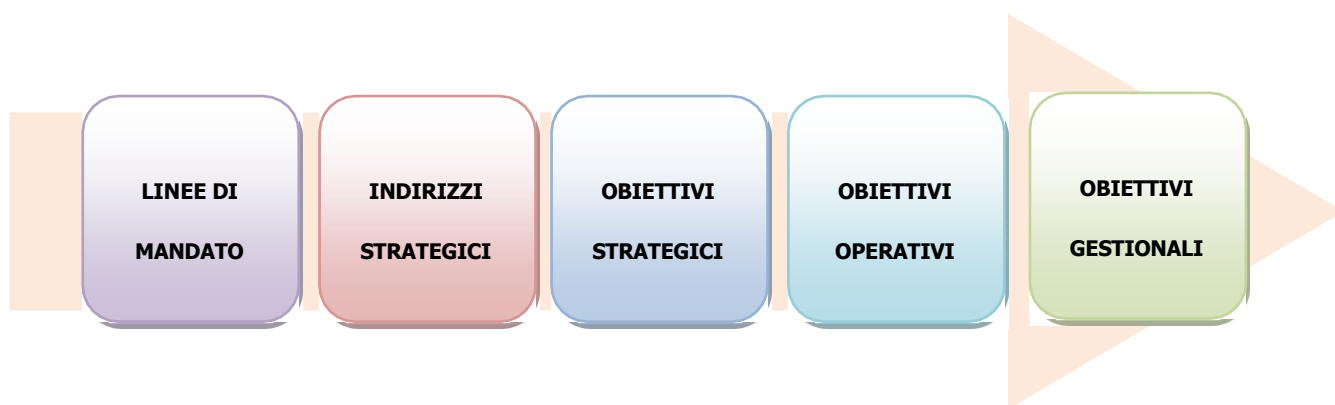 LINEE DI
MANDATO
INDIRIZZI
STRATEGICI
OBIETTIVI
STRATEGICI
OBIETTIVI
OPERATIVI
OBIETTIVI
GESTIONALI